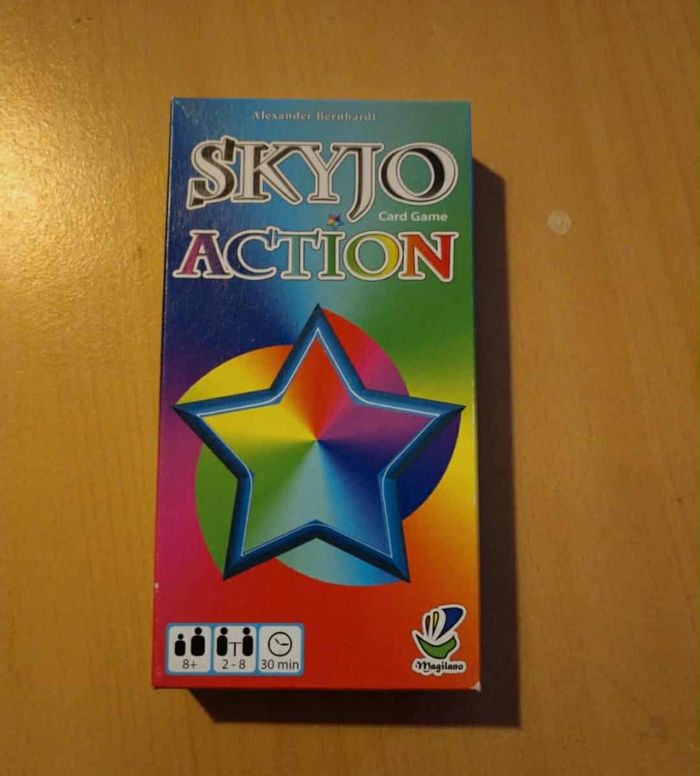 Alexander Bernhardt
SKYJO
Card Game
ACTION
8+
2 - 8
30 min
Magilano